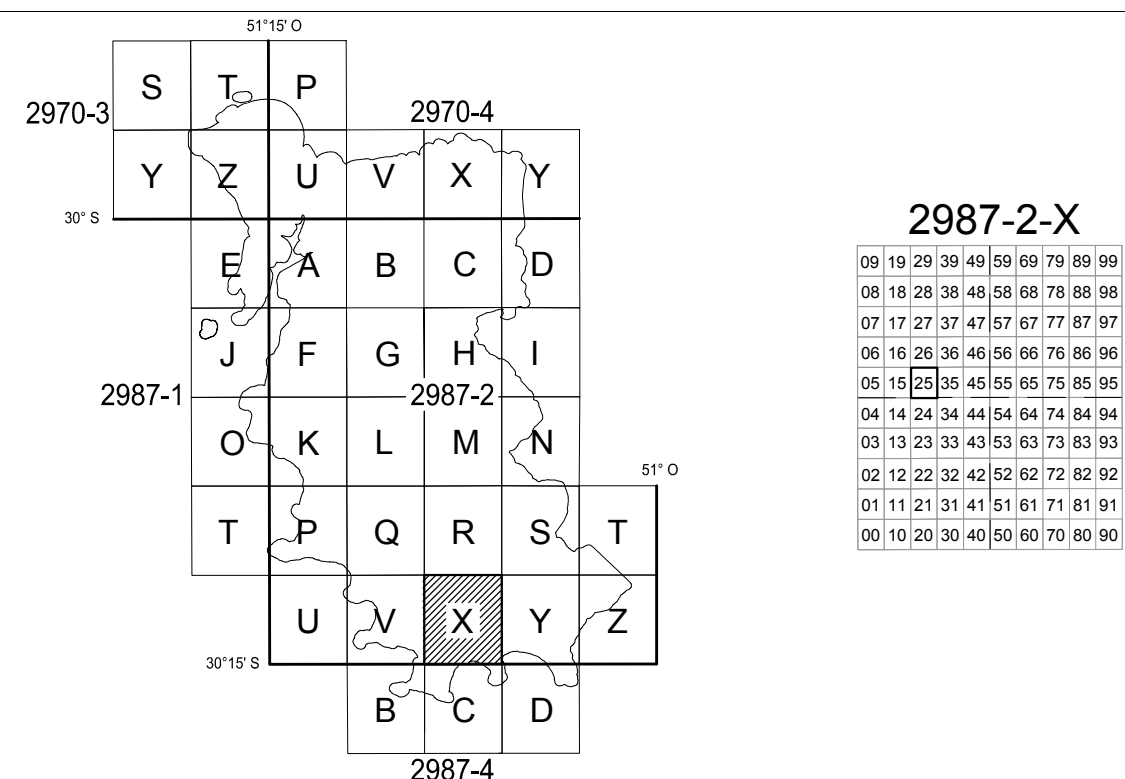 51°15' O
S T P
2970-3
2970-4
Y Z U V X Y
30° S
E A B C D
J F G H I
2987-1
2987-2
O K L M N
51° O
T P Q R S T
U V X Y Z
30°15' S
B C D
2987-4
2987-2-X
09 19 29 39 49 59 69 79 89 99
08 18 28 38 48 58 68 78 88 98
07 17 27 37 47 57 67 77 87 97
06 16 26 36 46 56 66 76 86 96
05 15 25 35 45 55 65 75 85 95
04 14 24 34 44 54 64 74 84 94
03 13 23 33 43 53 63 73 83 93
02 12 22 32 42 52 62 72 82 92
01 11 21 31 41 51 61 71 81 91
00 10 20 30 40 50 60 70 80 90